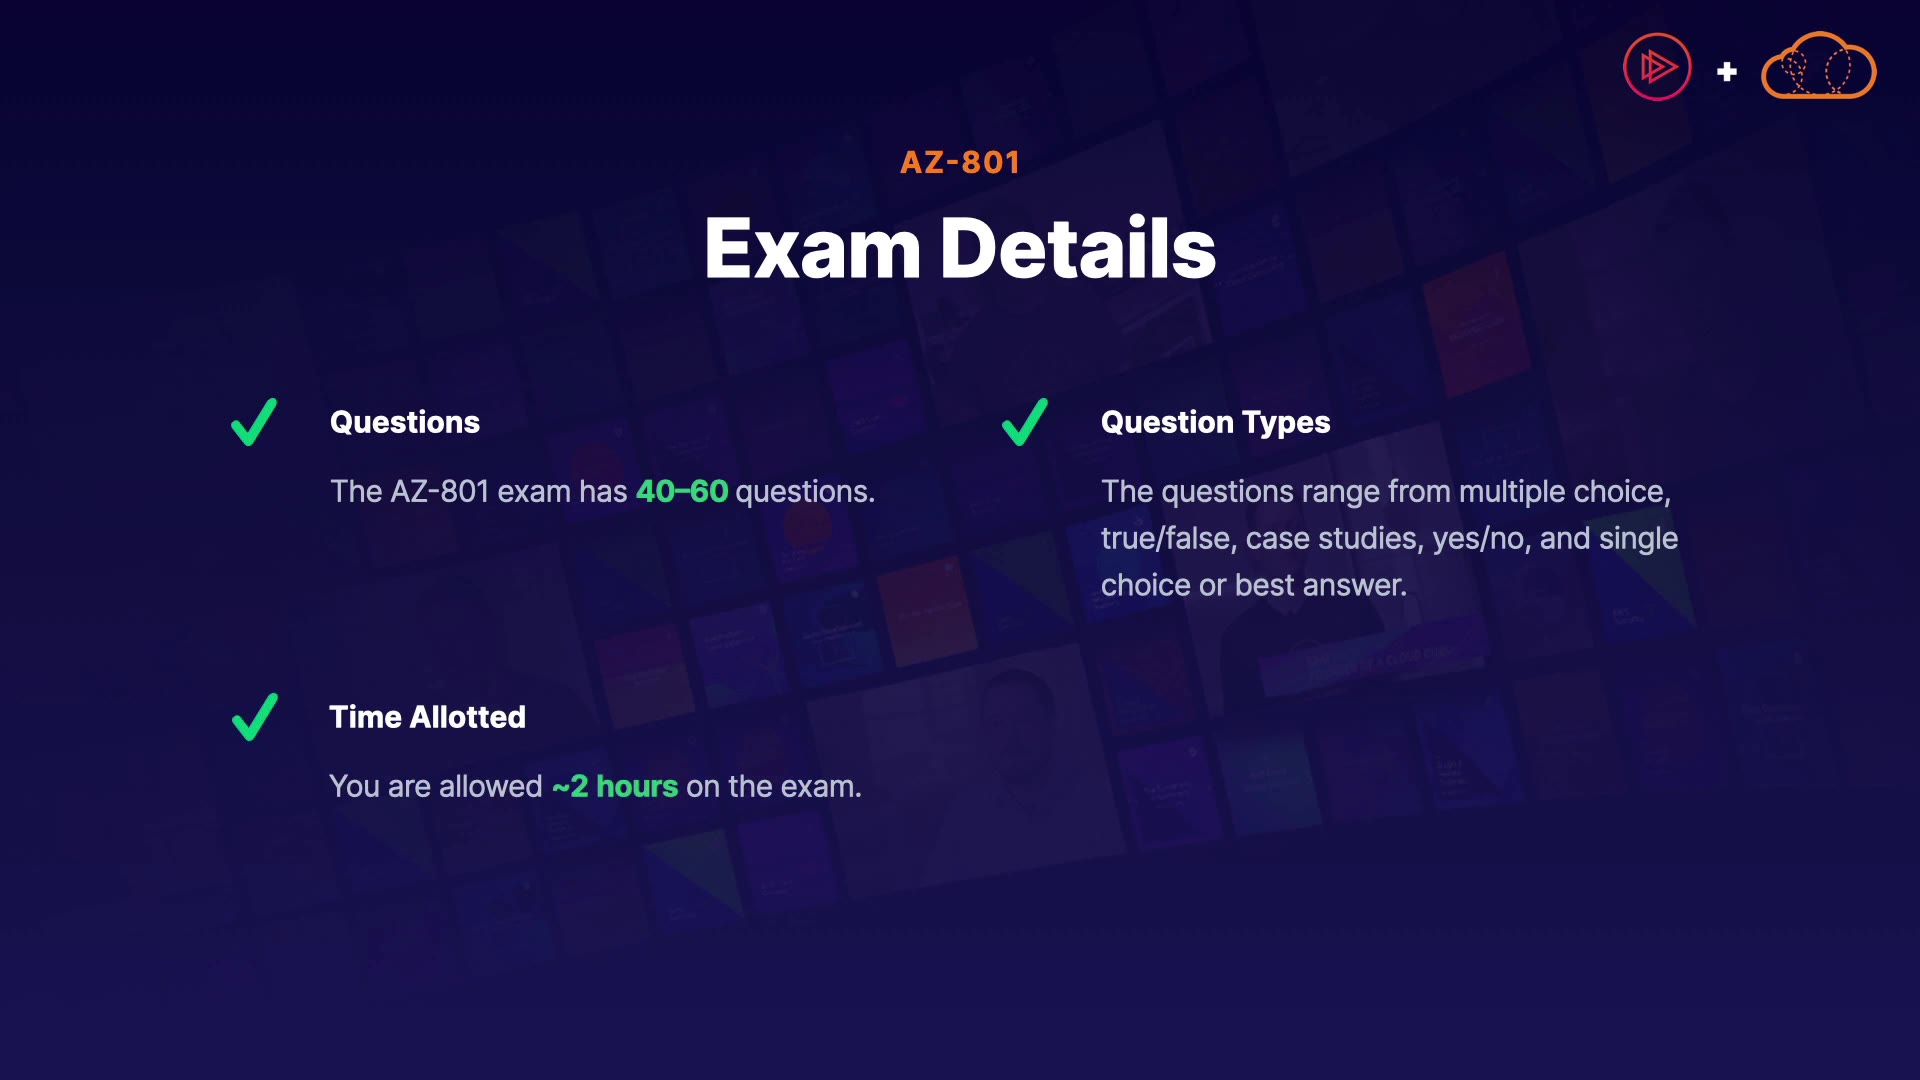 AZ-801
Exam Details
Questions
The AZ-801 exam has 40–60 questions.
Question Types
The questions range from multiple choice,
true/false, case studies, yes/no, and single
choice or best answer.
Time Allotted
You are allowed ~2 hours on the exam.